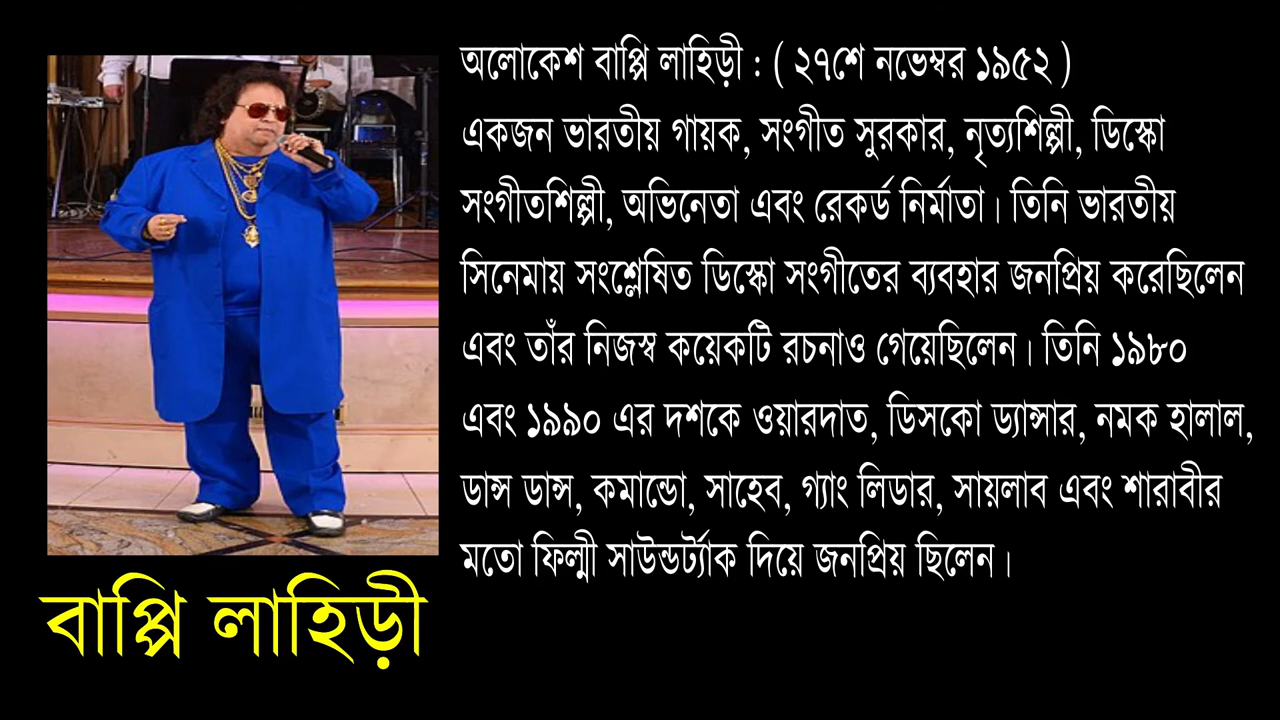 অলোকেশ বাপ্পি লাহিড়ী : ( ২৭শে নভেম্বর ১৯৫২ )
একজন ভারতীয় গায়ক, সংগীত সুরকার, নৃত্যশিল্পী, ডিস্কো
সংগীতশিল্পী, অভিনেতা এবং রেকর্ড নির্মাতা। তিনি ভারতীয়
সিনেমায় সংশ্লেষিত ডিস্কো সংগীতের ব্যবহার জনপ্রিয় করেছিলেন
এবং তাঁর নিজস্ব কয়েকটি রচনাও গেয়েছিলেন। তিনি ১৯৮০
এবং ১৯৯০ এর দশকে ওয়ারদাত, ডিসকো ড্যান্সার, নমক হালাল,
ডান্স ডান্স, কমান্ডো, সাহেব, গ্যাং লিডার, সায়লাব এবং শারাবীর
মতো ফিল্মী সাউন্ডর্ট্যাক দিয়ে জনপ্রিয় ছিলেন।
বাপ্পি লাহিড়ী